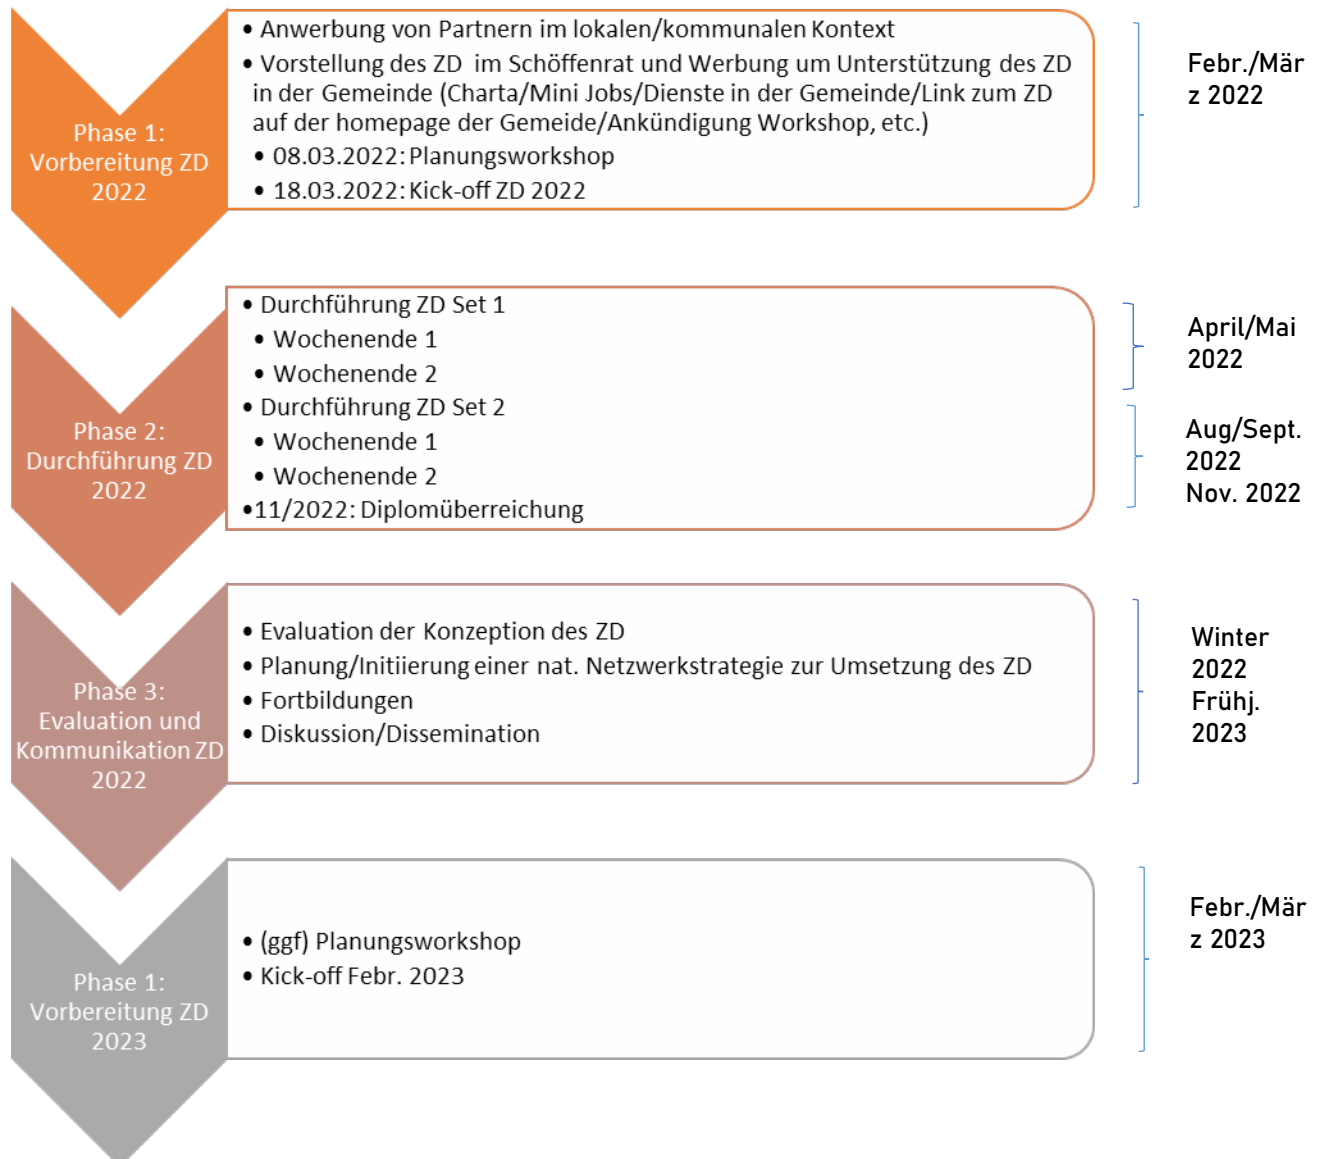 Phase 1:
Vorbereitung ZD
2022
• Anwerbung von Partnern im lokalen/kommunalen Kontext
• Vorstellung des ZD im Schöffenrat und Werbung um Unterstützung des ZD
in der Gemeinde (Charta/Mini Jobs/Dienste in der Gemeinde/Link zum ZD
auf der homepage der Gemeide/Ankündigung Workshop, etc.)
• 08.03.2022: Planungsworkshop
• 18.03.2022: Kick-off ZD 2022
Febr./Mär
z 2022
Phase 2:
Durchführung ZD
2022
• Durchführung ZD Set 1
• Wochenende 1
• Wochenende 2
• Durchführung ZD Set 2
• Wochenende 1
• Wochenende 2
•11/2022: Diplomüberreichung
April/Mai
2022
Aug/Sept.
2022
Nov. 2022
Phase 3:
Evaluation und
Kommunikation ZD
2022
• Evaluation der Konzeption des ZD
• Planung/Initiierung einer nat. Netzwerkstrategie zur Umsetzung des ZD
• Fortbildungen
• Diskussion/Dissemination
Winter
2022
Frühj.
2023
Phase 1:
Vorbereitung ZD
2023
• (ggf) Planungsworkshop
• Kick-off Febr. 2023
Febr./Mär
z 2023